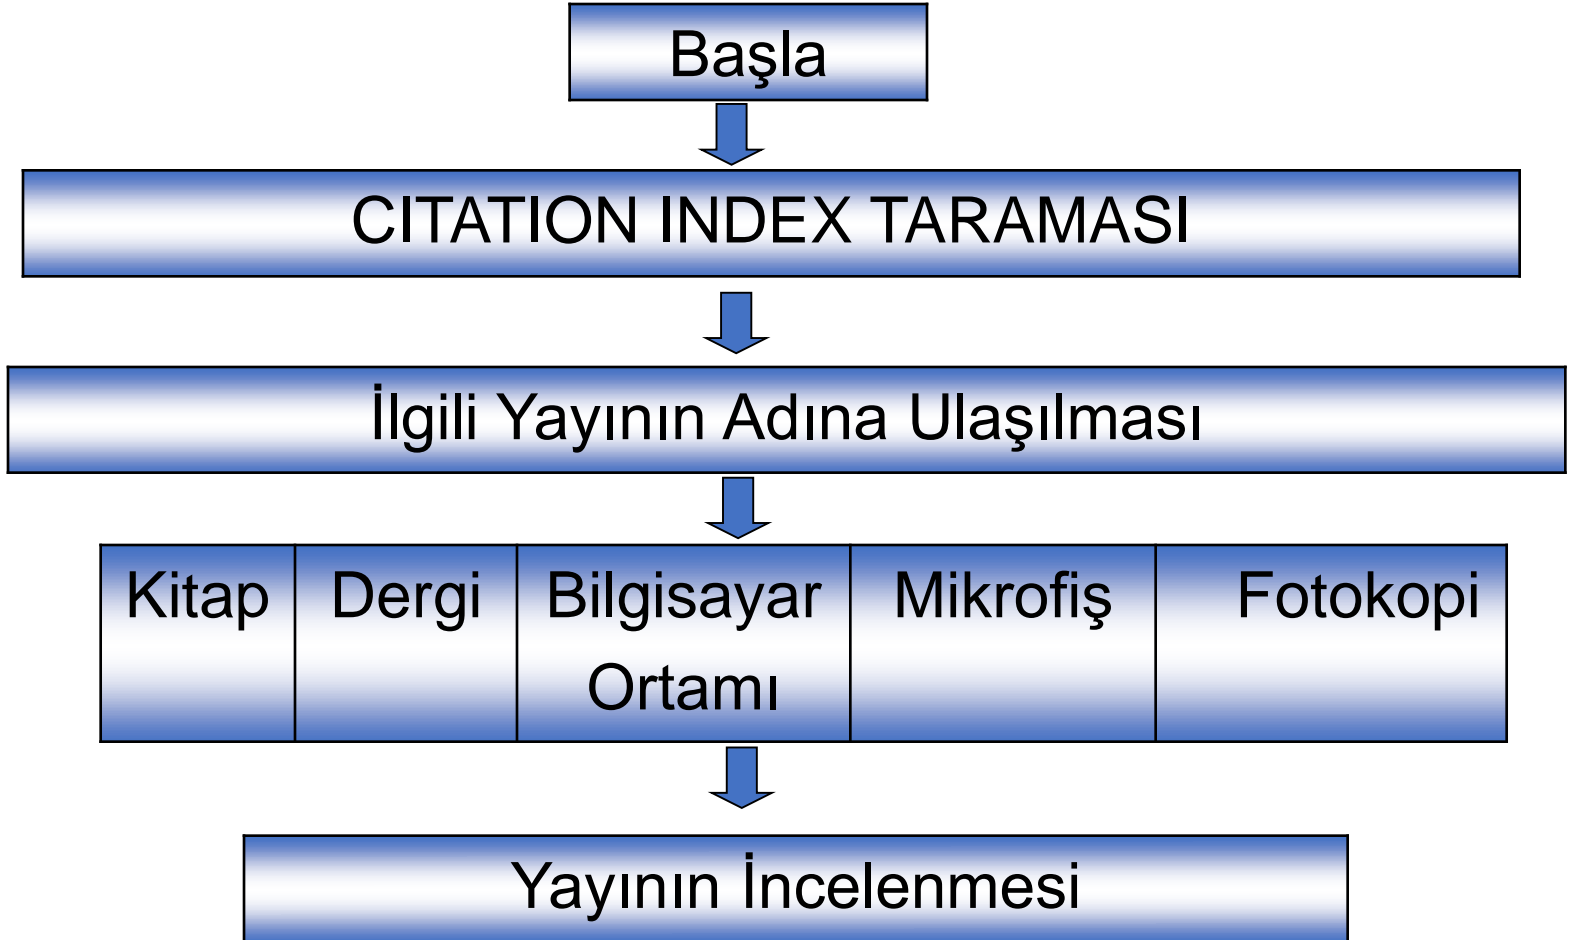 Başla
CITATION INDEX TARAMASI
İlgili Yayının Adına Ulaşılması
Kitap Dergi Bilgisayar Mikrofiş Fotokopi
Ortamı
Yayının İncelenmesi